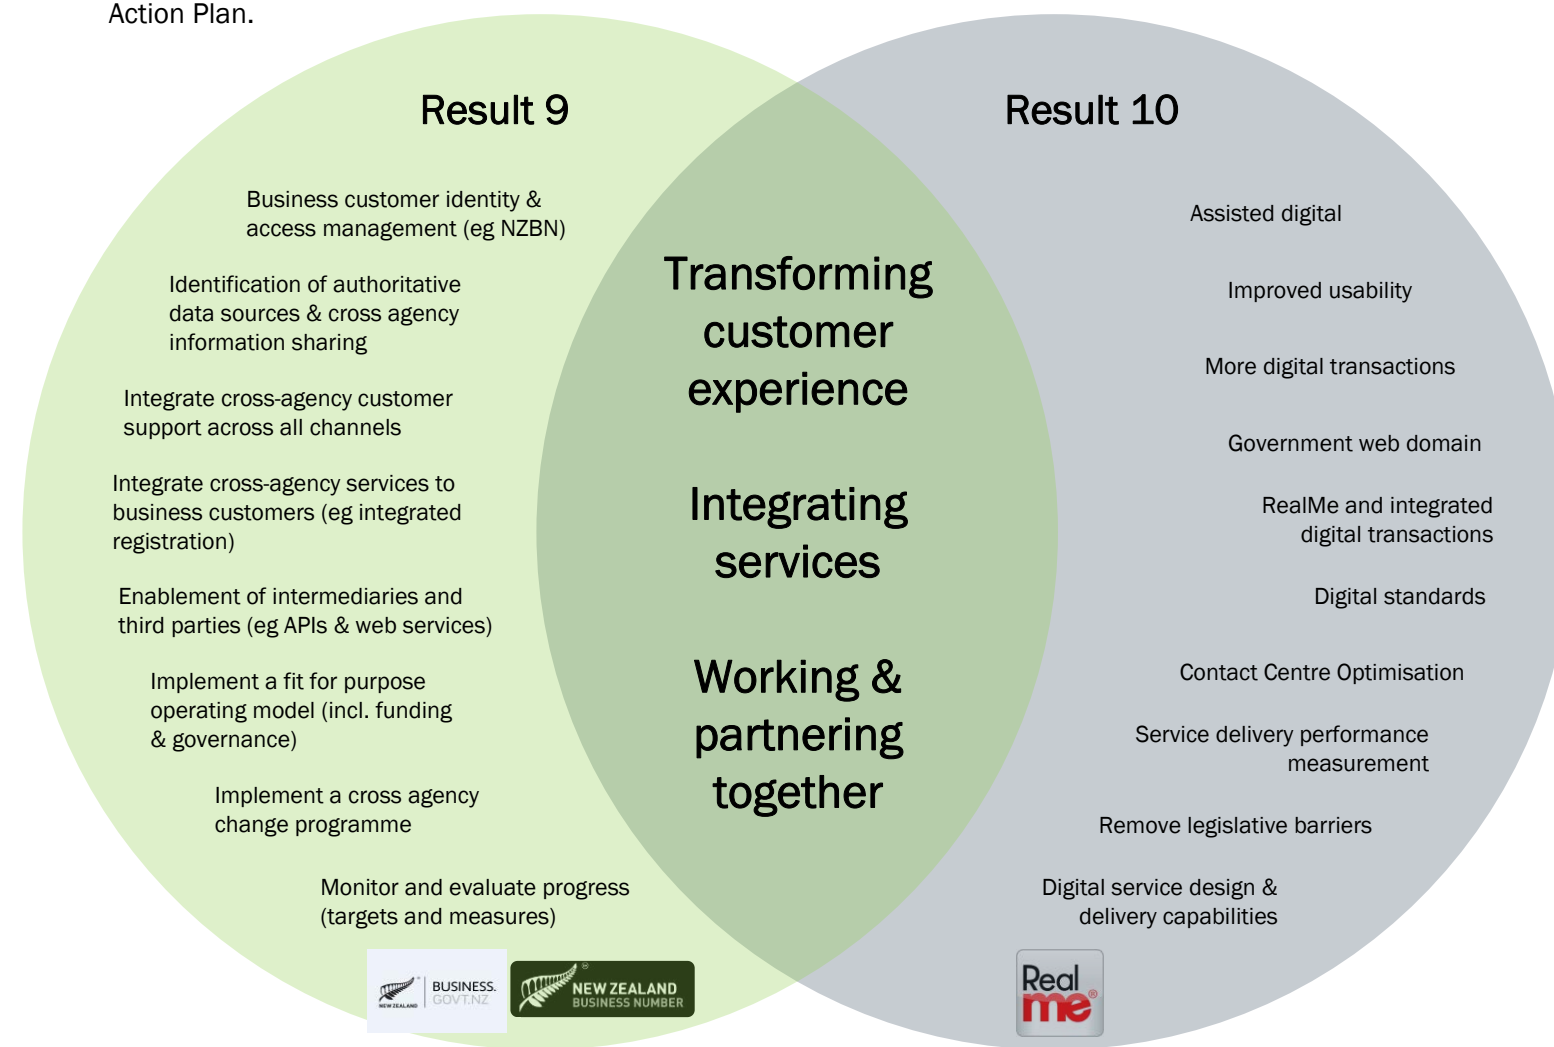 Action Plan.
Result 9
Business customer identity &
access management (eg NZBN)
Identification of authoritative
data sources & cross agency
information sharing
Integrate cross-agency customer
support across all channels
Integrate cross-agency services to
business customers (eg integrated
registration)
Enablement of intermediaries and
third parties (eg APIs & web services)
Implement a fit for purpose
operating model (incl. funding
& governance)
Implement a cross agency
change programme
Monitor and evaluate progress
(targets and measures)
NEW ZEALAND
BUSINESS.
GOVT.NZ
NEW ZEALAND
BUSINESS NUMBER
Transforming
customer
experience
Integrating
services
Working &
partnering
together
Result 10
Assisted digital
Improved usability
More digital transactions
Government web domain
RealMe and integrated
digital transactions
Digital standards
Contact Centre Optimisation
Service delivery performance
measurement
Remove legislative barriers
Digital service design &
delivery capabilities
Real
me®